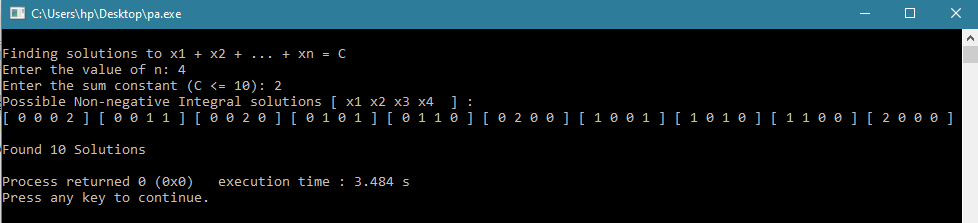 C:\Users\hp\Desktop\pa.exe
Finding solutions to x1 + x2 + ... + xn = C
Enter the value of n: 4
Enter the sum constant (C <= 10): 2
Possible Non-negative Integral solutions [ x1 x2 x3 x4  ] :
[ 0 0 0 2 ] [ 0 0 1 1 ] [ 0 0 2 0 ] [ 0 1 0 1 ] [ 0 1 1 0 ] [ 0 2 0 0 ] [ 1 0 0 1 ] [ 1 0 1 0 ] [ 1 1 0 0 ] [ 2 0 0 0 ]
Found 10 Solutions
Process returned 0 (0x0)   execution time : 3.484 s
Press any key to continue.